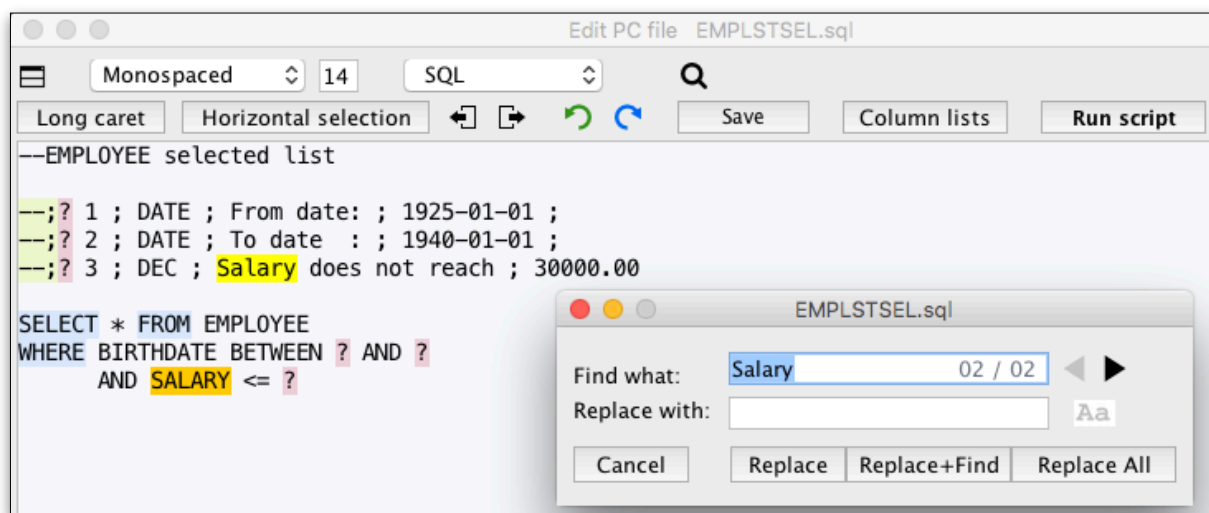 Edit PC file EMPLSTSEL.sql
Monospaced 14 SQL
Long caret Horizontal selection Save Column lists Run script
--EMPLOYEE selected list
--;? 1 ; DATE ; From date: ; 1925-01-01 ;
--;? 2 ; DATE ; To date  : ; 1940-01-01 ;
--;? 3 ; DEC ; Salary does not reach ; 30000.00
SELECT * FROM EMPLOYEE
WHERE BIRTHDATE BETWEEN ? AND ?
AND SALARY <= ?
EMPLSTSEL.sql
Find what: Salary 02 / 02
Replace with: Aa
Cancel Replace Replace+Find Replace All